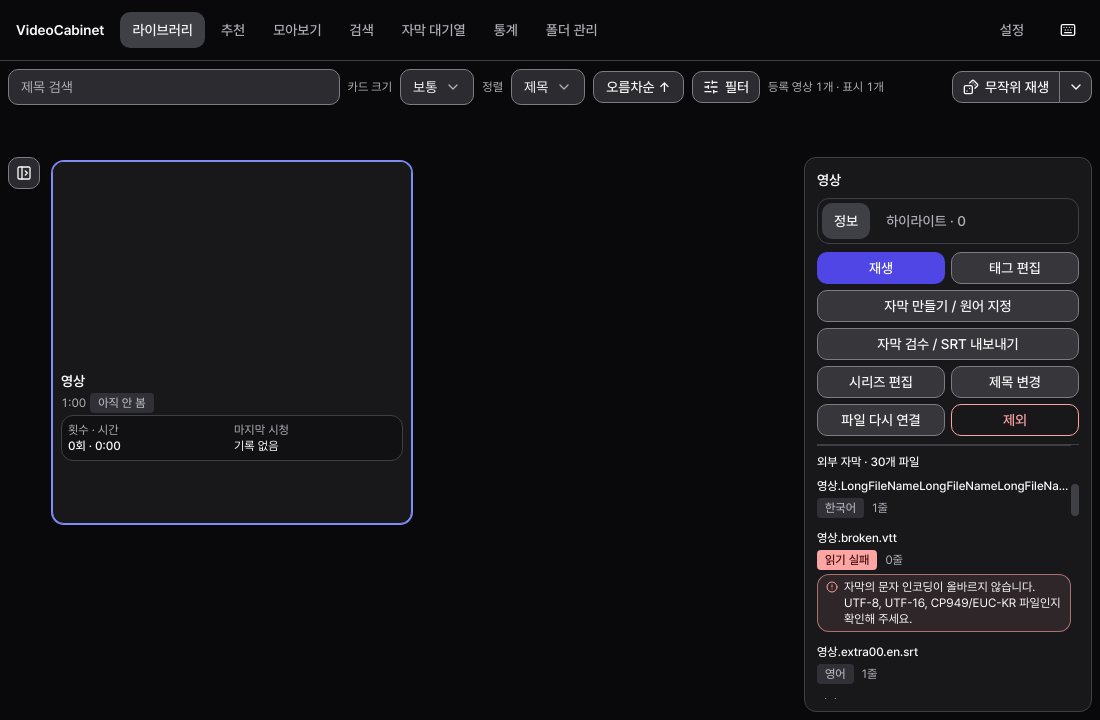 VideoCabinet 라이브러리 추천 모아보기 검색 자막 대기열 통계 폴더 관리 설정
제목 검색 카드 크기 보통 정렬 제목 오름차순 ↑ 필터 등록 영상 1개 · 표시 1개 무작위 재생
영상
1:00 아직 안 봄
횟수 · 시간 마지막 시청
0회 · 0:00 기록 없음
영상
정보 하이라이트 · 0
재생 태그 편집
자막 만들기 / 원어 지정
자막 검수 / SRT 내보내기
시리즈 편집 제목 변경
파일 다시 연결 제외
외부 자막 · 30개 파일
영상.LongFileNameLongFileNameLongFileNa...
한국어 1줄
영상.broken.vtt
읽기 실패 0줄
자막의 문자 인코딩이 올바르지 않습니다.
UTF-8, UTF-16, CP949/EUC-KR 파일인지
확인해 주세요.
영상.extra00.en.srt
영어 1줄